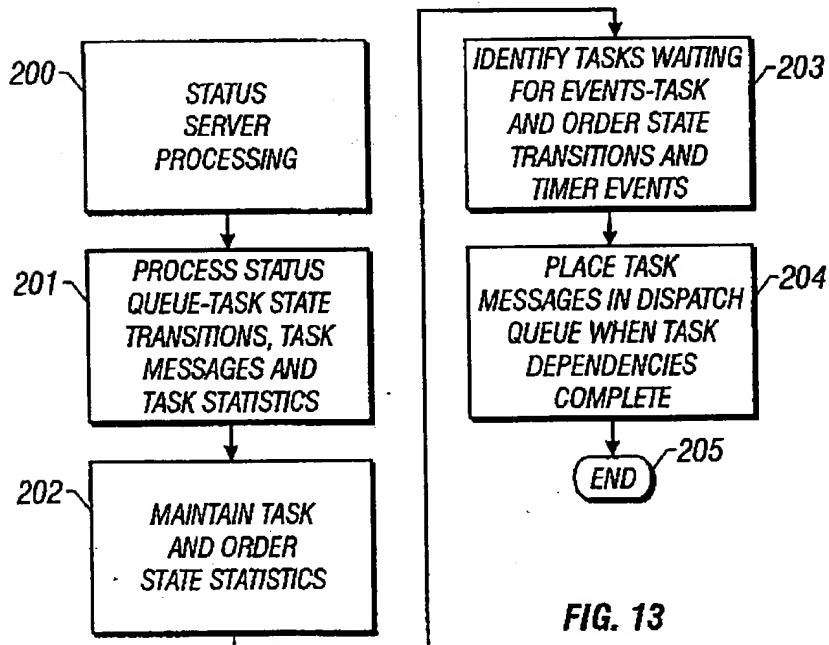 200
STATUS
SERVER
PROCESSING
201
PROCESS STATUS
QUEUE-TASK STATE
TRANSITIONS, TASK
MESSAGES AND
TASK STATISTICS
202
MAINTAIN TASK
AND ORDER
STATE STATISTICS
IDENTIFY TASKS WAITING
FOR EVENTS-TASK
AND ORDER STATE
TRANSITIONS AND
TIMER EVENTS
203
PLACE TASK
MESSAGES IN DISPATCH
QUEUE WHEN TASK
DEPENDENCIES
COMPLETE
204
END
205
FIG. 13